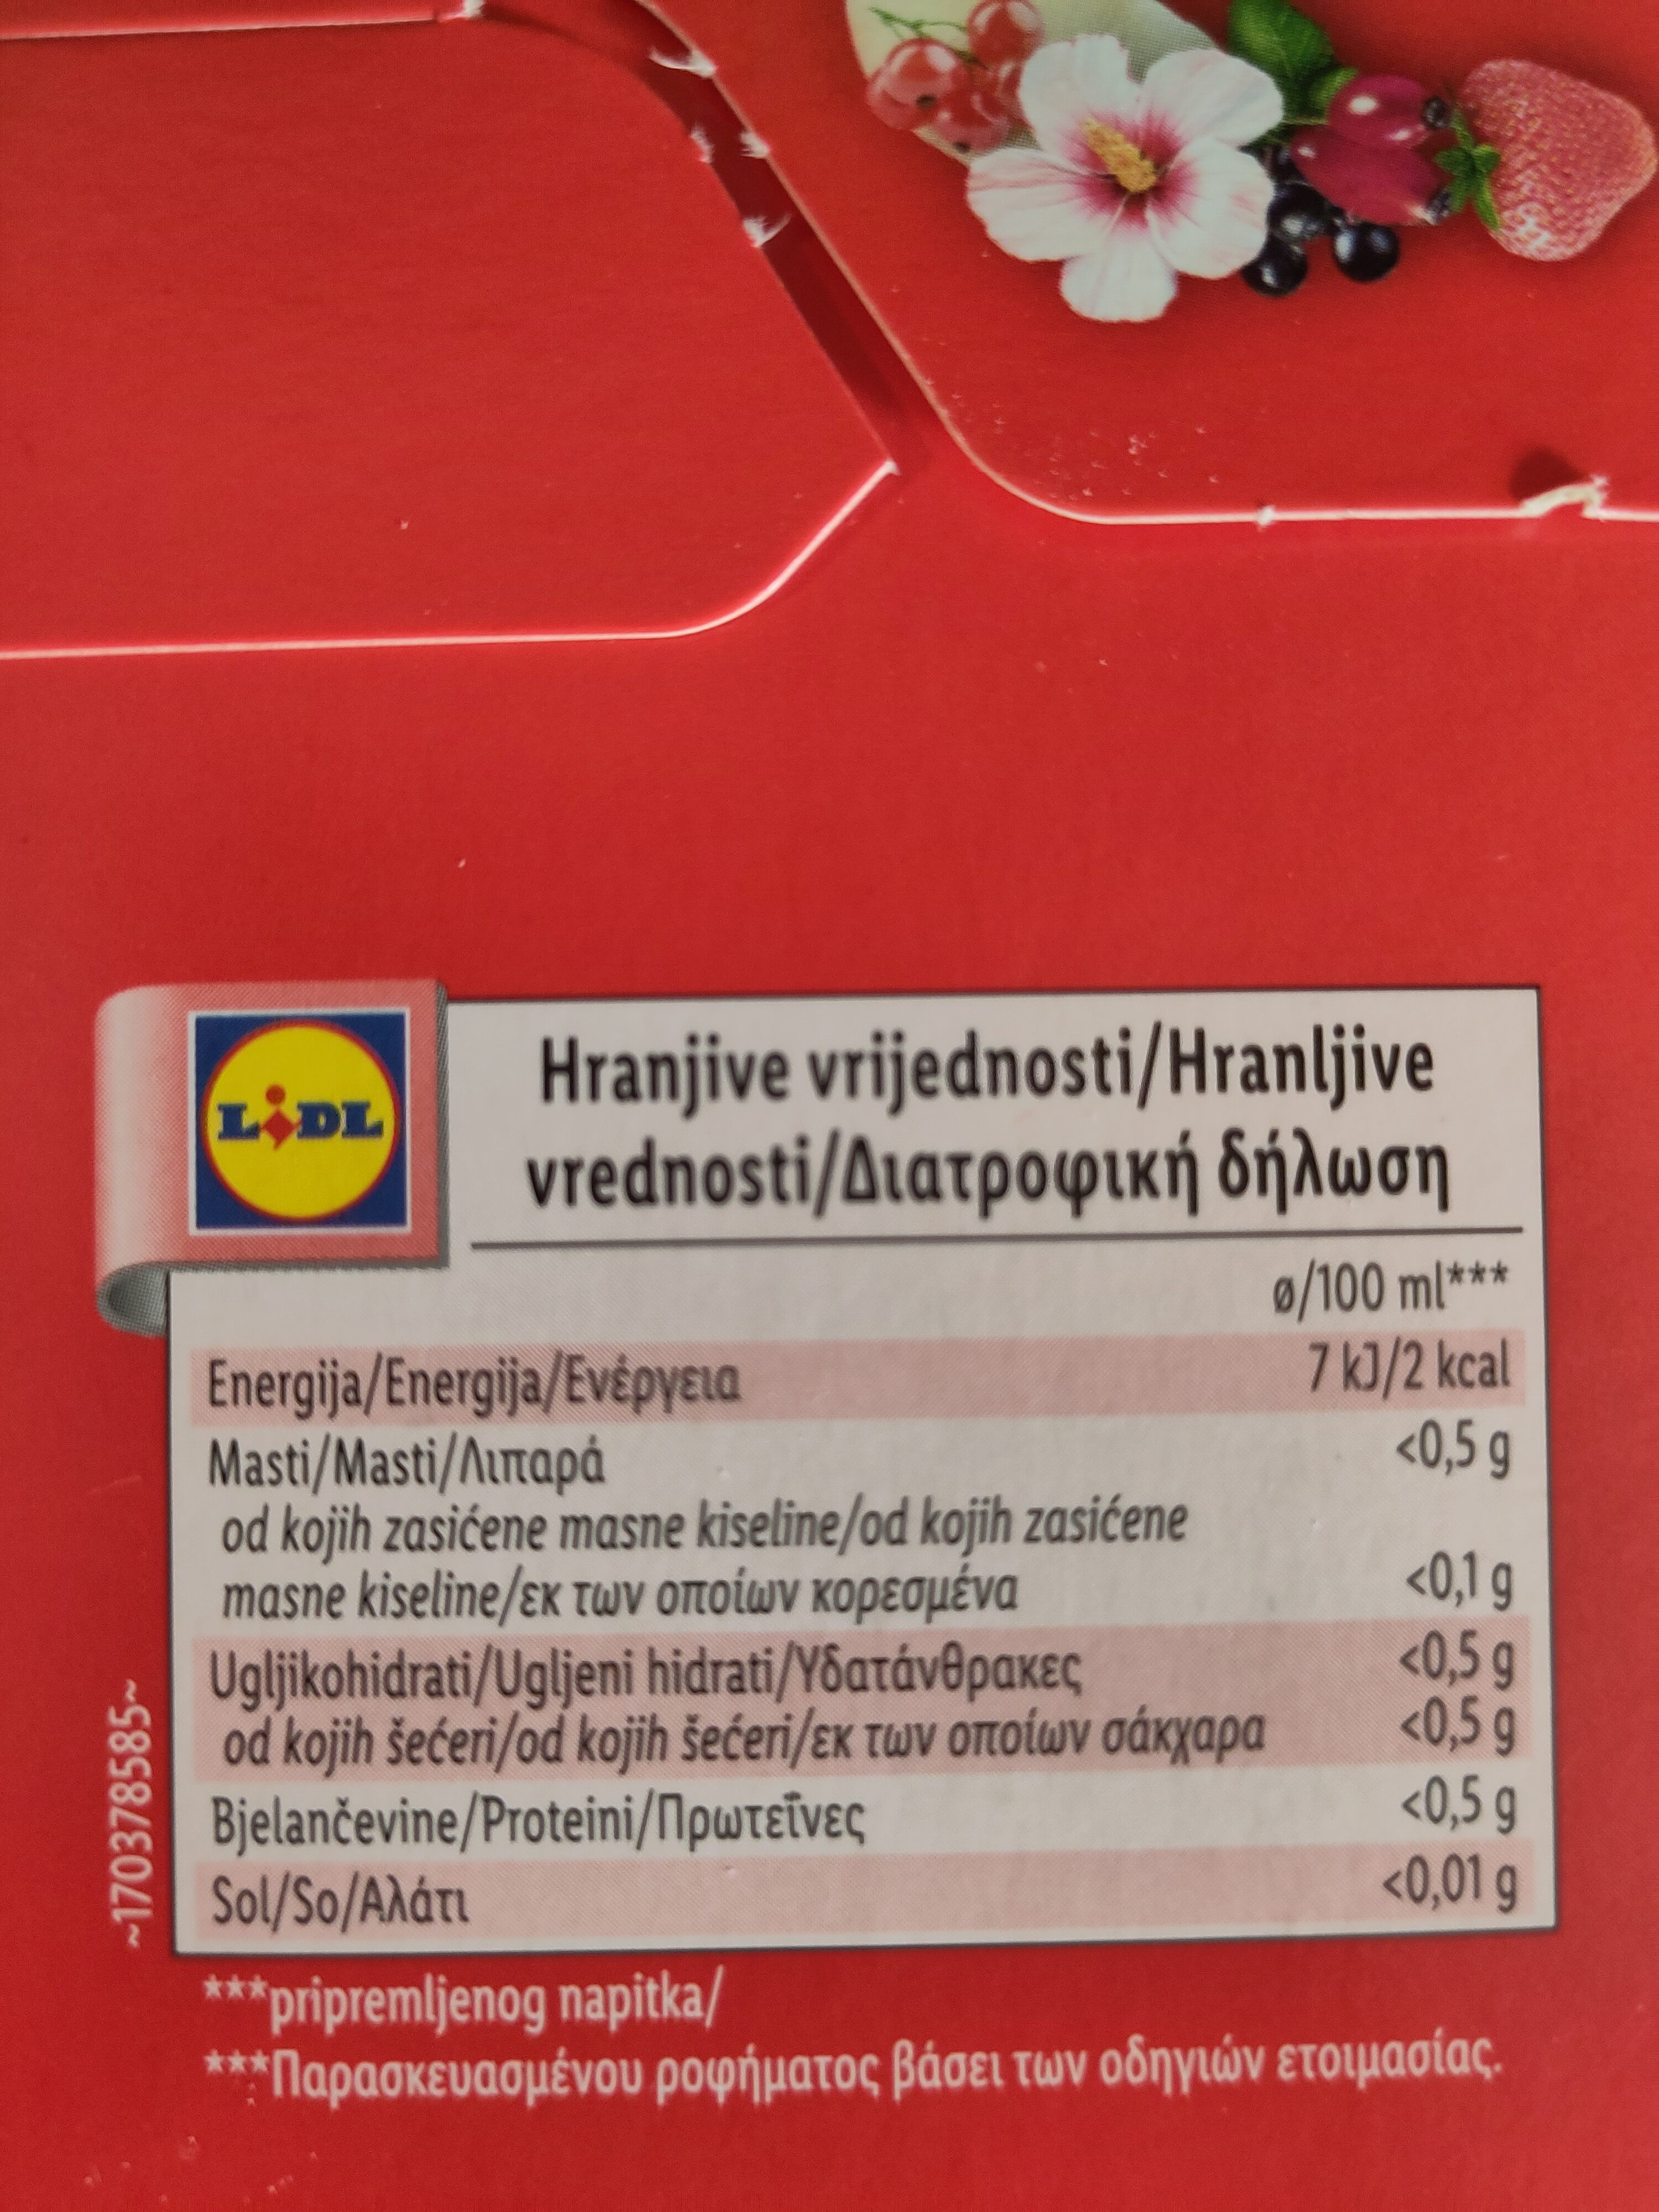 LiDL
Hranjive vrijednosti/Hranljive
vrednosti/Διατροφική δήλωση
ø/100 ml***
Energija/Energija/Ενέργεια 7 kJ/2 kcal
Masti/Masti/Λιπαρά <0,5 g
od kojih zasićene masne kiseline/od kojih zasićene
masne kiseline/εκ των οποίων κορεσμένα <0,1 g
Ugljikohidrati/Ugljeni hidrati/Υδατάνθρακες <0,5 g
od kojih šećeri/od kojih šećeri/εκ των οποίων σάκχαρα <0,5 g
Bjelančevine/Proteini/Πρωτεΐνες <0,5 g
Sol/So/Αλάτι <0,01 g
***pripremljenog napitka/
***Παρασκευασμένου ροφήματος βάσει των οδηγιών ετοιμασίας.
~170378585~